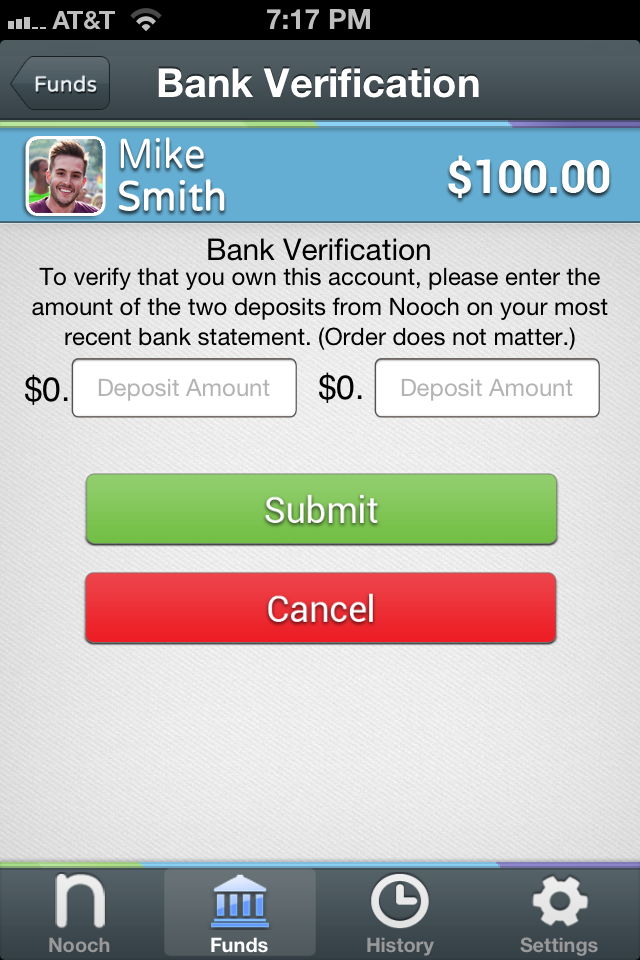 AT&T 7:17 PM
Funds Bank Verification
Mike
Smith
$100.00
Bank Verification
To verify that you own this account, please enter the
amount of the two deposits from Nooch on your most
recent bank statement. (Order does not matter.)
$0. Deposit Amount $0. Deposit Amount
Submit
Cancel
n
Nooch Funds History Settings